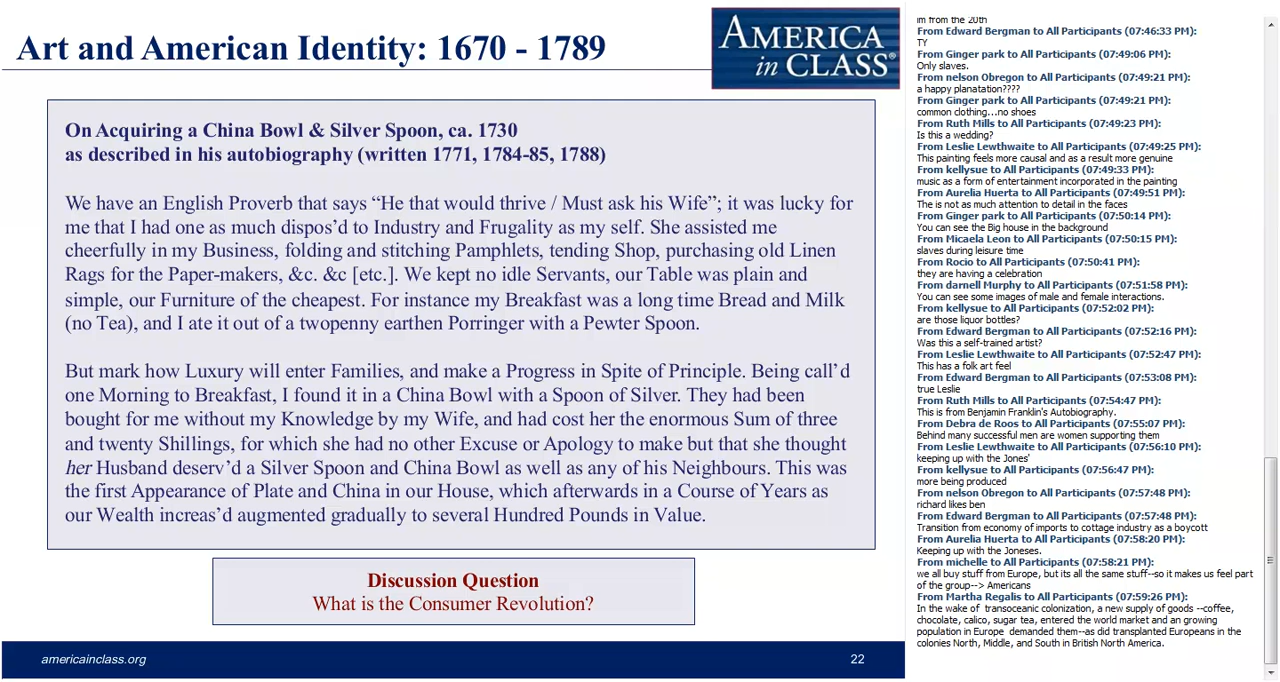 Art and American Identity: 1670 - 1789
AMERICA
in CLASS®
On Acquiring a China Bowl & Silver Spoon, ca. 1730
as described in his autobiography (written 1771, 1784-85, 1788)
We have an English Proverb that says “He that would thrive / Must ask his Wife”; it was lucky for
me that I had one as much dispos’d to Industry and Frugality as my self. She assisted me
cheerfully in my Business, folding and stitching Pamphlets, tending Shop, purchasing old Linen
Rags for the Paper-makers, &c. &c [etc.]. We kept no idle Servants, our Table was plain and
simple, our Furniture of the cheapest. For instance my Breakfast was a long time Bread and Milk
(no Tea), and I ate it out of a twopenny earthen Porringer with a Pewter Spoon.
But mark how Luxury will enter Families, and make a Progress in Spite of Principle. Being call’d
one Morning to Breakfast, I found it in a China Bowl with a Spoon of Silver. They had been
bought for me without my Knowledge by my Wife, and had cost her the enormous Sum of three
and twenty Shillings, for which she had no other Excuse or Apology to make but that she thought
her Husband deserv’d a Silver Spoon and China Bowl as well as any of his Neighbours. This was
the first Appearance of Plate and China in our House, which afterwards in a Course of Years as
our Wealth increas’d augmented gradually to several Hundred Pounds in Value.
Discussion Question
What is the Consumer Revolution?
americainclass.org
22
im from the 20th
From Edward Bergman to All Participants (07:46:33 PM):
TY
From Ginger park to All Participants (07:49:06 PM):
Only slaves.
From nelson Obregon to All Participants (07:49:21 PM):
a happy planatation????
From Ginger park to All Participants (07:49:21 PM):
common clothing...no shoes
From Ruth Mills to All Participants (07:49:23 PM):
Is this a wedding?
From Leslie Lewthwaite to All Participants (07:49:25 PM):
This painting feels more causal and as a result more genuine
From kellysue to All Participants (07:49:33 PM):
music as a form of entertainment incorporated in the painting
From Aurelia Huerta to All Participants (07:49:51 PM):
The is not as much attention to detail in the faces
From Ginger park to All Participants (07:50:14 PM):
You can see the Big house in the background
From Micaela Leon to All Participants (07:50:15 PM):
slaves during leisure time
From Rocio to All Participants (07:50:41 PM):
they are having a celebration
From darnell Murphy to All Participants (07:51:58 PM):
You can see some images of male and female interactions.
From kellysue to All Participants (07:52:02 PM):
are those liquor bottles?
From Edward Bergman to All Participants (07:52:16 PM):
Was this a self-trained artist?
From Leslie Lewthwaite to All Participants (07:52:47 PM):
This has a folk art feel
From Edward Bergman to All Participants (07:53:08 PM):
true Leslie
From Ruth Mills to All Participants (07:54:47 PM):
This is from Benjamin Franklin's Autobiography.
From Debra de Roos to All Participants (07:55:07 PM):
Behind many successful men are women supporting them
From Leslie Lewthwaite to All Participants (07:56:10 PM):
keeping up with the Jones'
From kellysue to All Participants (07:56:47 PM):
more being produced
From nelson Obregon to All Participants (07:57:48 PM):
richard likes ben
From Edward Bergman to All Participants (07:57:48 PM):
Transition from economy of imports to cottage industry as a boycott
From Aurelia Huerta to All Participants (07:58:20 PM):
Keeping up with the Joneses.
From michelle to All Participants (07:58:21 PM):
we all buy stuff from Europe, but its all the same stuff--so it makes us feel part
of the group--> Americans
From Martha Regalis to All Participants (07:59:26 PM):
In the wake of transoceanic colonization, a new supply of goods --coffee,
chocolate, calico, sugar tea, entered the world market and an growing
population in Europe demanded them--as did transplanted Europeans in the
colonies North, Middle, and South in British North America.